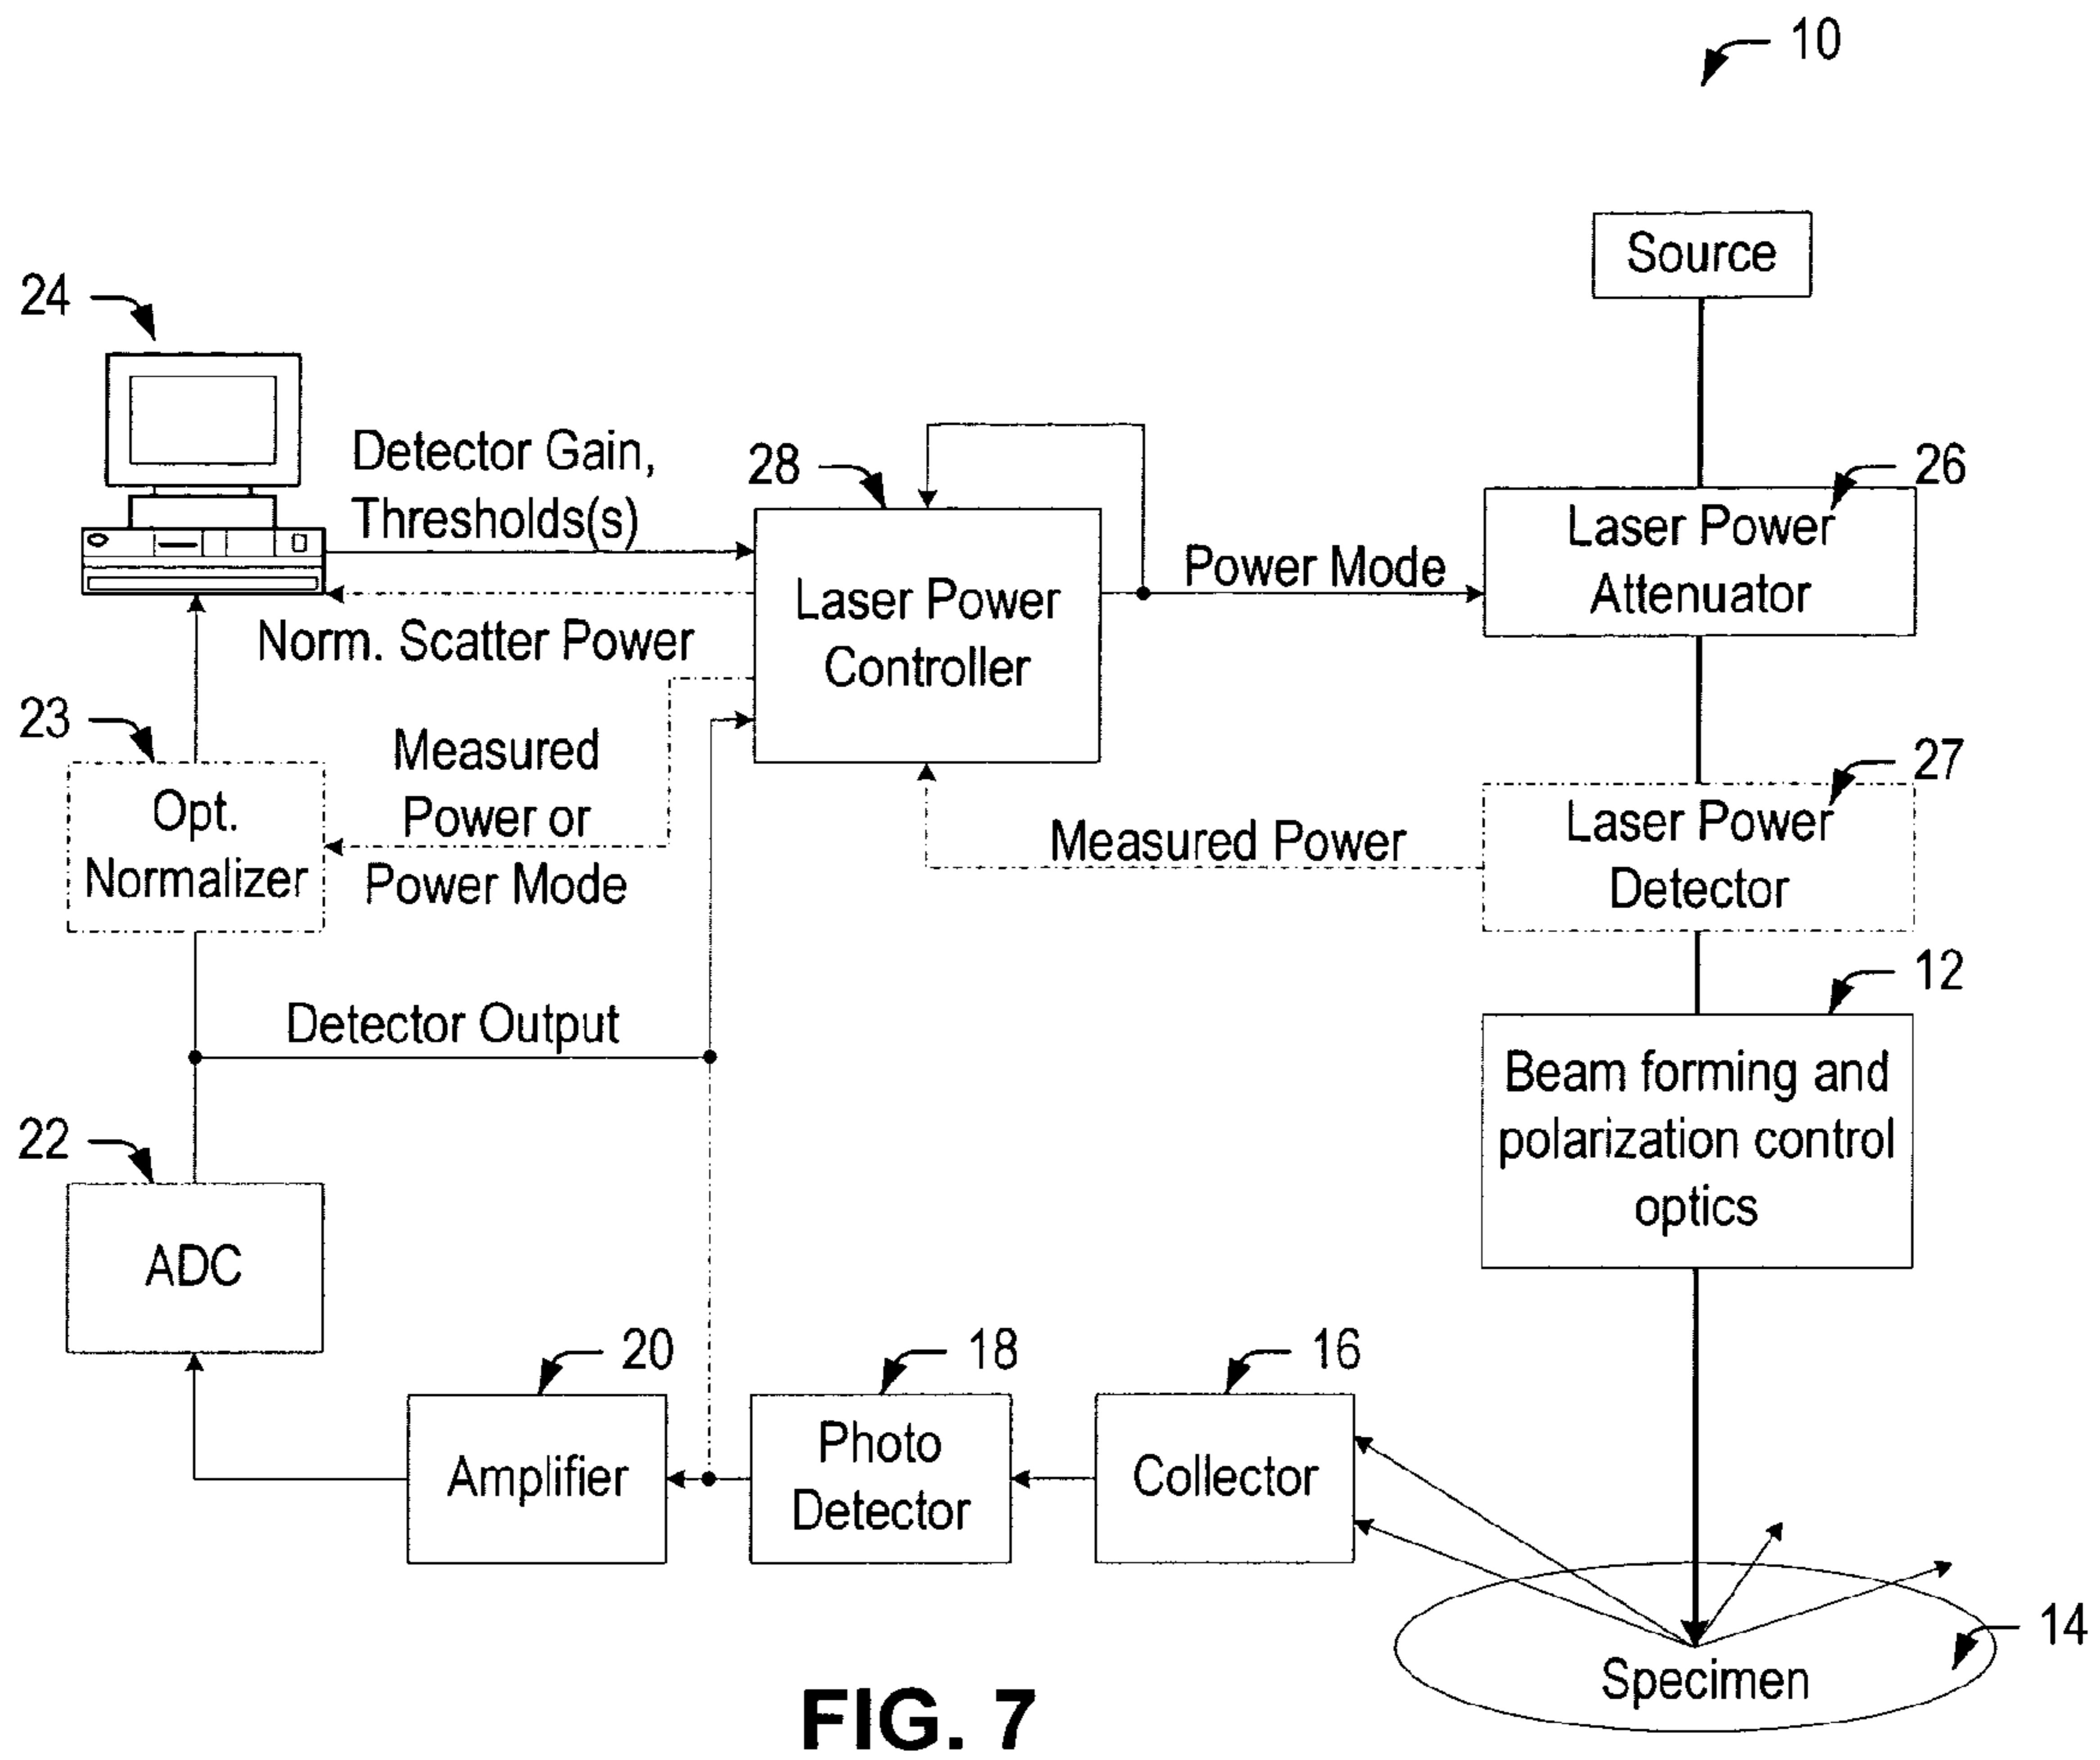 10
Source
24
Detector Gain,
Thresholds(s)
28
Power Mode
26
Laser Power
Attenuator
Laser Power
Controller
Norm. Scatter Power
23
Opt.
Normalizer
Measured
Power or
Power Mode
Measured Power
27
Laser Power
Detector
12
Beam forming and
polarization control
optics
Detector Output
22
ADC
20
Amplifier
18
Photo
Detector
16
Collector
14
Specimen
FIG. 7